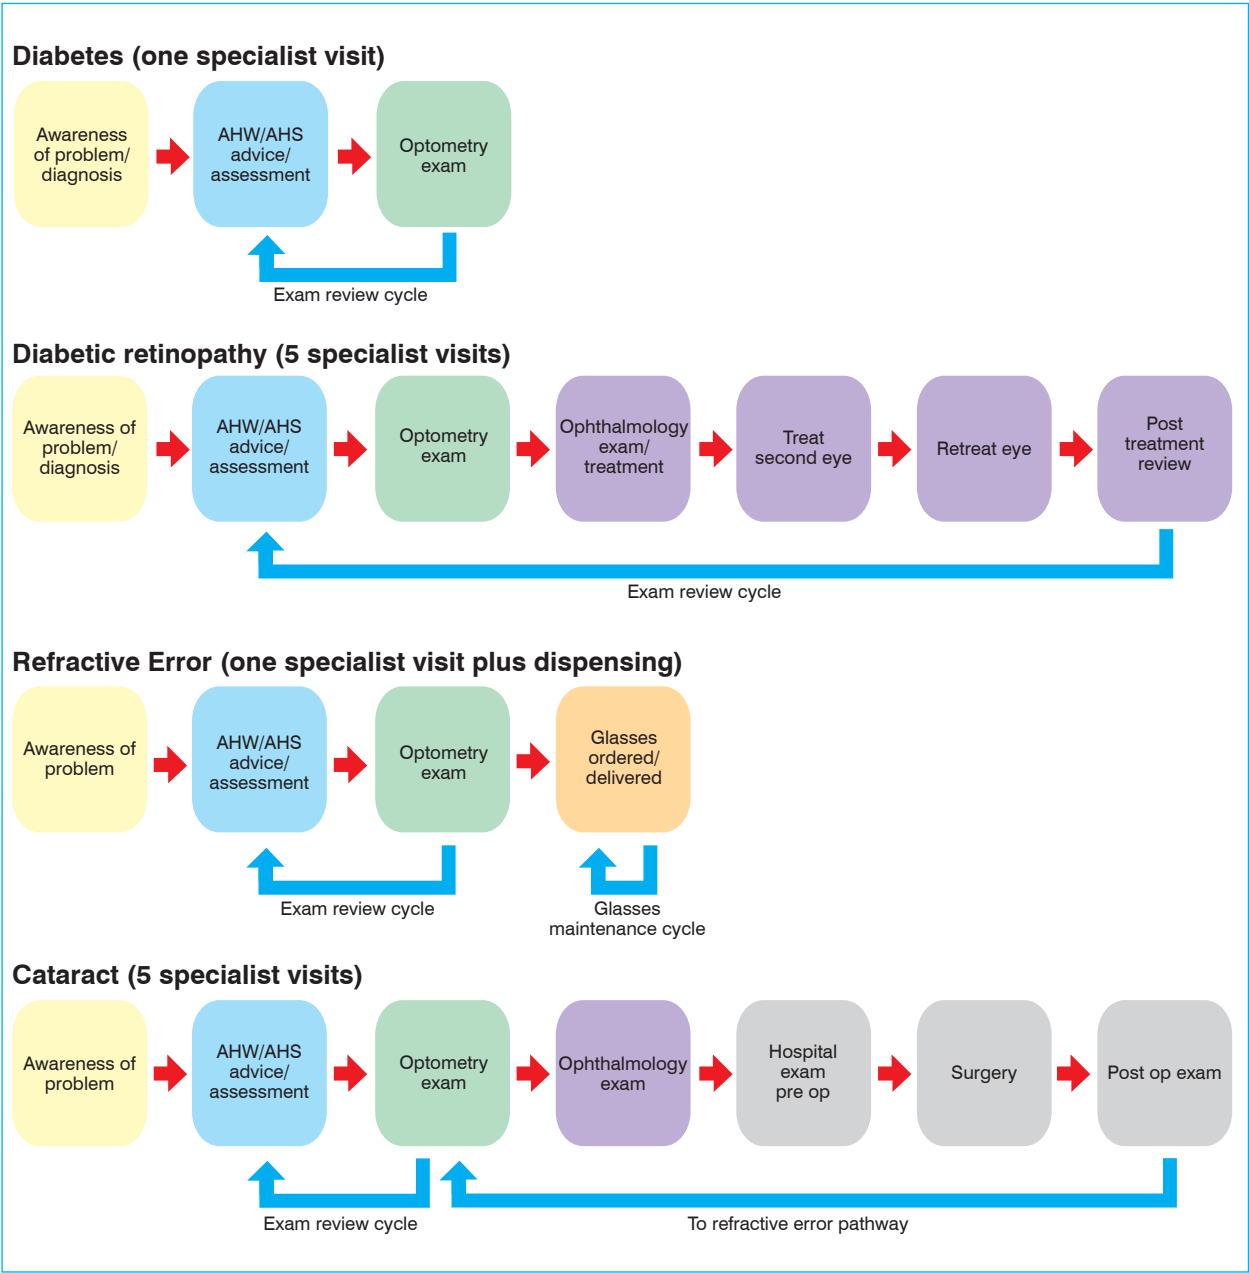 Diabetes (one specialist visit)
Awareness
of problem/
diagnosis
AHW/AHS
advice/
assessment
Optometry
exam
Exam review cycle
Diabetic retinopathy (5 specialist visits)
Awareness of
problem/
diagnosis
AHW/AHS
advice/
assessment
Optometry
exam
Ophthalmology
exam/
treatment
Treat
second eye
Retreat eye
Post
treatment
review
Exam review cycle
Refractive Error (one specialist visit plus dispensing)
Awareness of
problem
AHW/AHS
advice/
assessment
Optometry
exam
Glasses
ordered/
delivered
Exam review cycle
Glasses
maintenance cycle
Cataract (5 specialist visits)
Awareness of
problem
AHW/AHS
advice/
assessment
Optometry
exam
Ophthalmology
exam
Hospital
exam
pre op
Surgery
Post op exam
Exam review cycle
To refractive error pathway